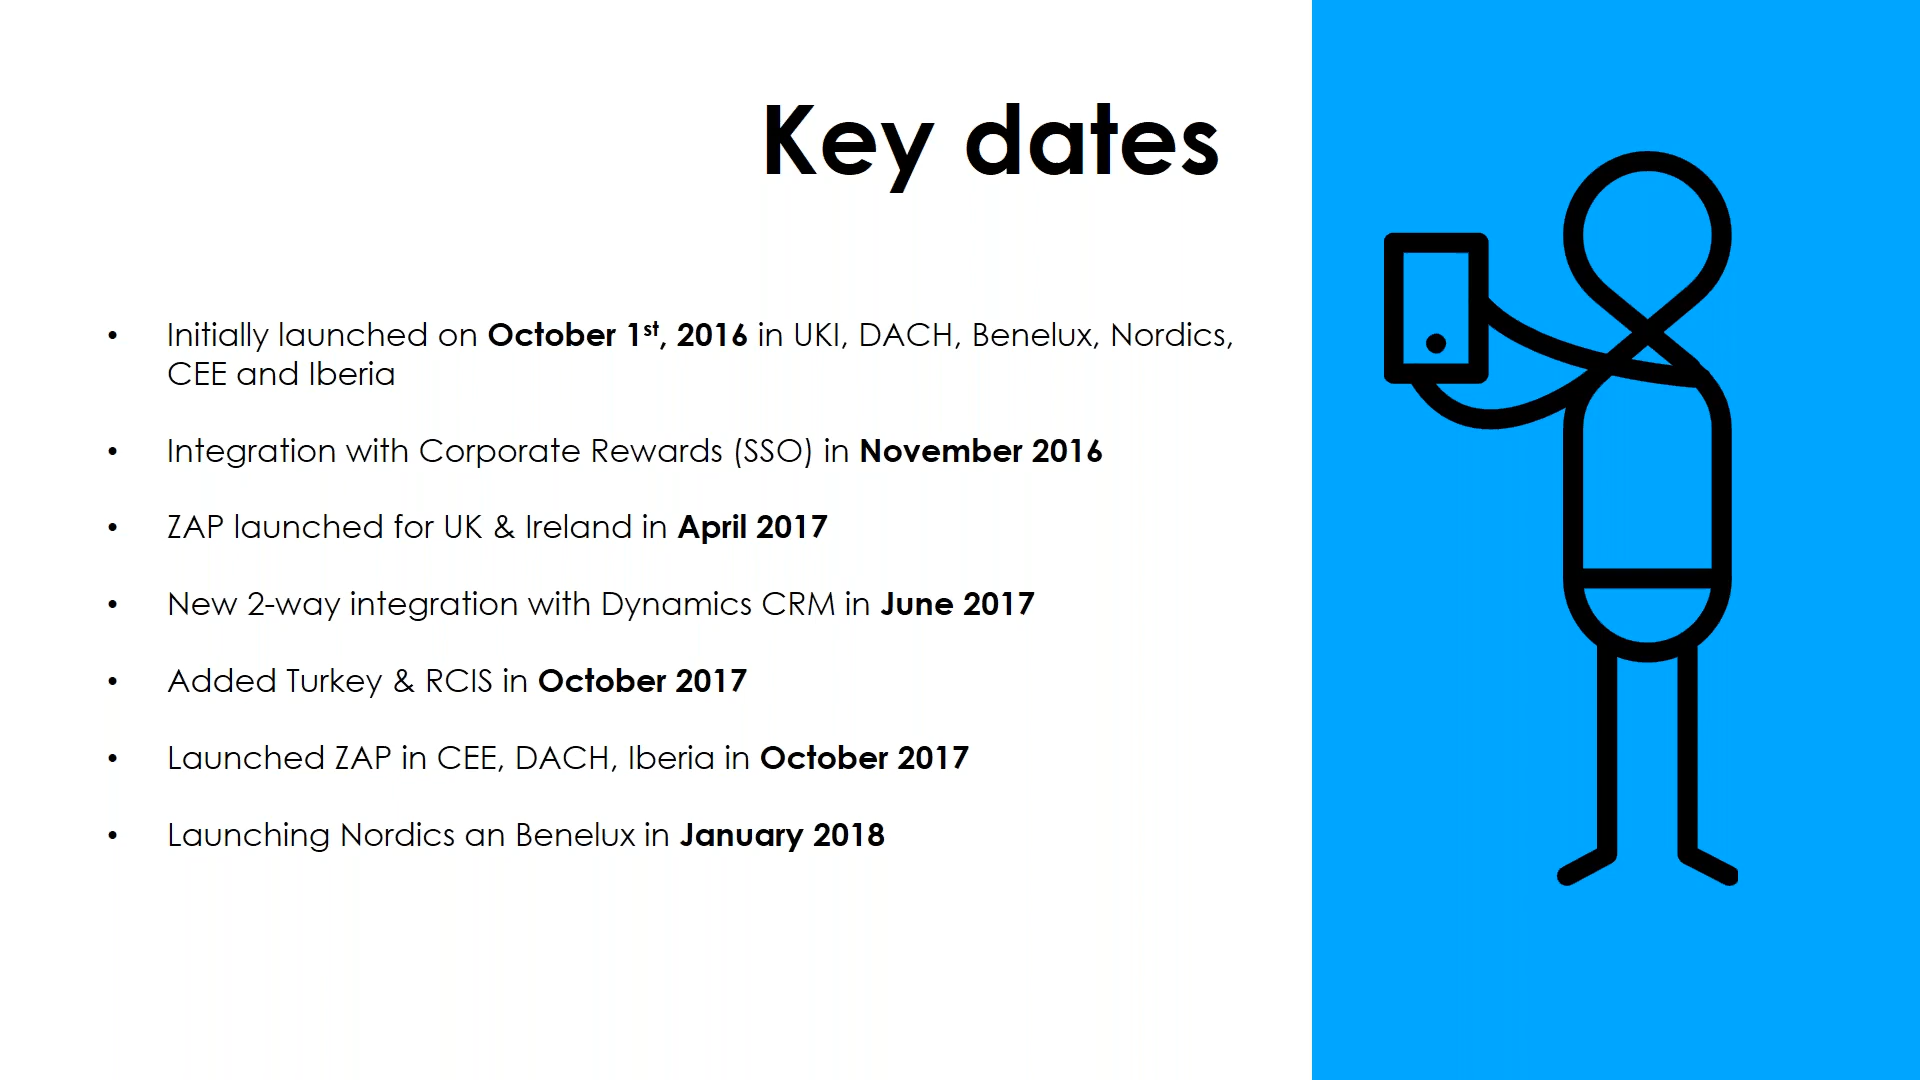 Key dates
• Initially launched on October 1st, 2016 in UKI, DACH, Benelux, Nordics,
CEE and Iberia
• Integration with Corporate Rewards (SSO) in November 2016
• ZAP launched for UK & Ireland in April 2017
• New 2-way integration with Dynamics CRM in June 2017
• Added Turkey & RCIS in October 2017
• Launched ZAP in CEE, DACH, Iberia in October 2017
• Launching Nordics an Benelux in January 2018